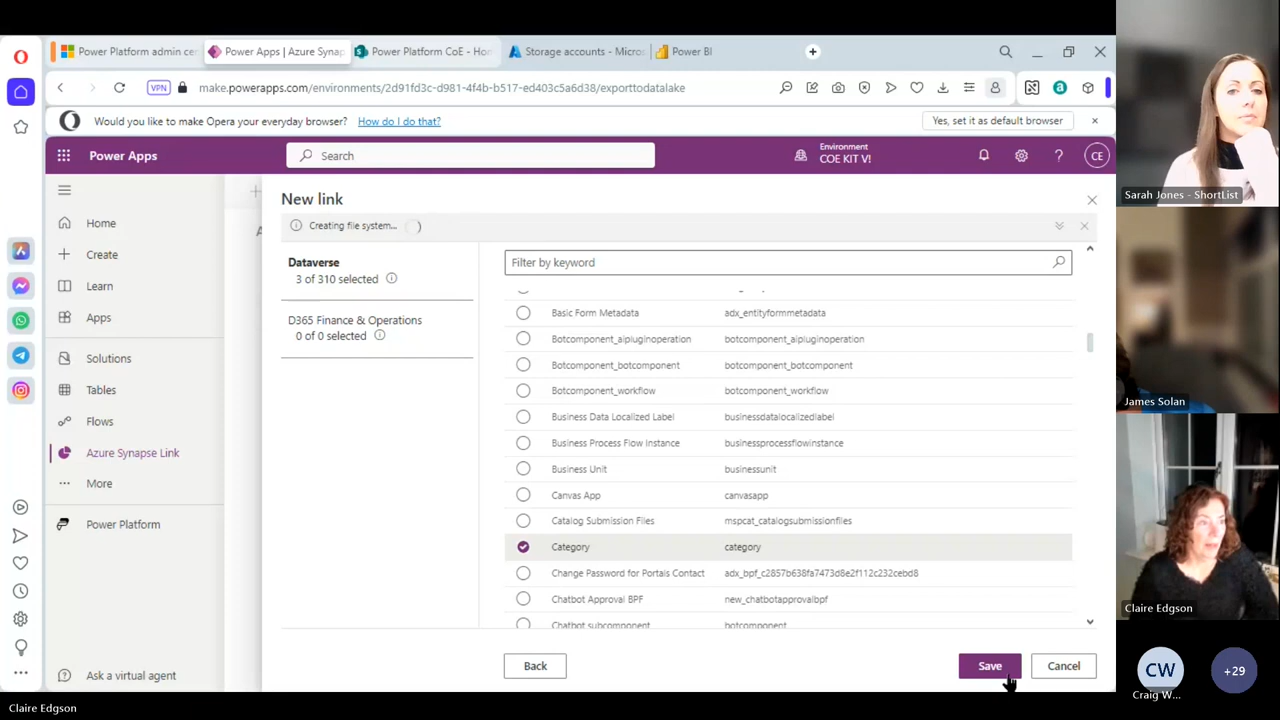 Power Platform admin cen
Power Apps | Azure Synap
Power Platform CoE - Hon
Storage accounts - Micros
Power BI
VPN
make.powerapps.com/environments/2d91fd3c-d981-4f4b-b517-ed403c5a6d38/exporttodatalake
Would you like to make Opera your everyday browser?
How do I do that?
Yes, set it as default browser
Power Apps
Search
Environment
COE KIT V!
CE
Home
Create
Learn
Apps
Solutions
Tables
Flows
Azure Synapse Link
More
Power Platform
Ask a virtual agent
New link
Creating file system...
Dataverse
3 of 310 selected
D365 Finance & Operations
0 of 0 selected
Filter by keyword
Basic Form Metadata adx_entityformmetadata
Botcomponent_aipluginoperation botcomponent_aipluginoperation
Botcomponent_botcomponent botcomponent_botcomponent
Botcomponent_workflow botcomponent_workflow
Business Data Localized Label businessdatalocalizedlabel
Business Process Flow Instance businessprocessflowinstance
Business Unit businessunit
Canvas App canvasapp
Catalog Submission Files mspcat_catalogsubmissionfiles
Category category
Change Password for Portals Contact adx_bpf_c2857b638fa7473d8e2f112c232cebd8
Chatbot Approval BPF new_chatbotapprovalbpf
Chatbot subcomponent botcomponent
Back
Save
Cancel
Sarah Jones - ShortList
James Solan
Claire Edgson
CW
Craig W...
+29
Claire Edgson